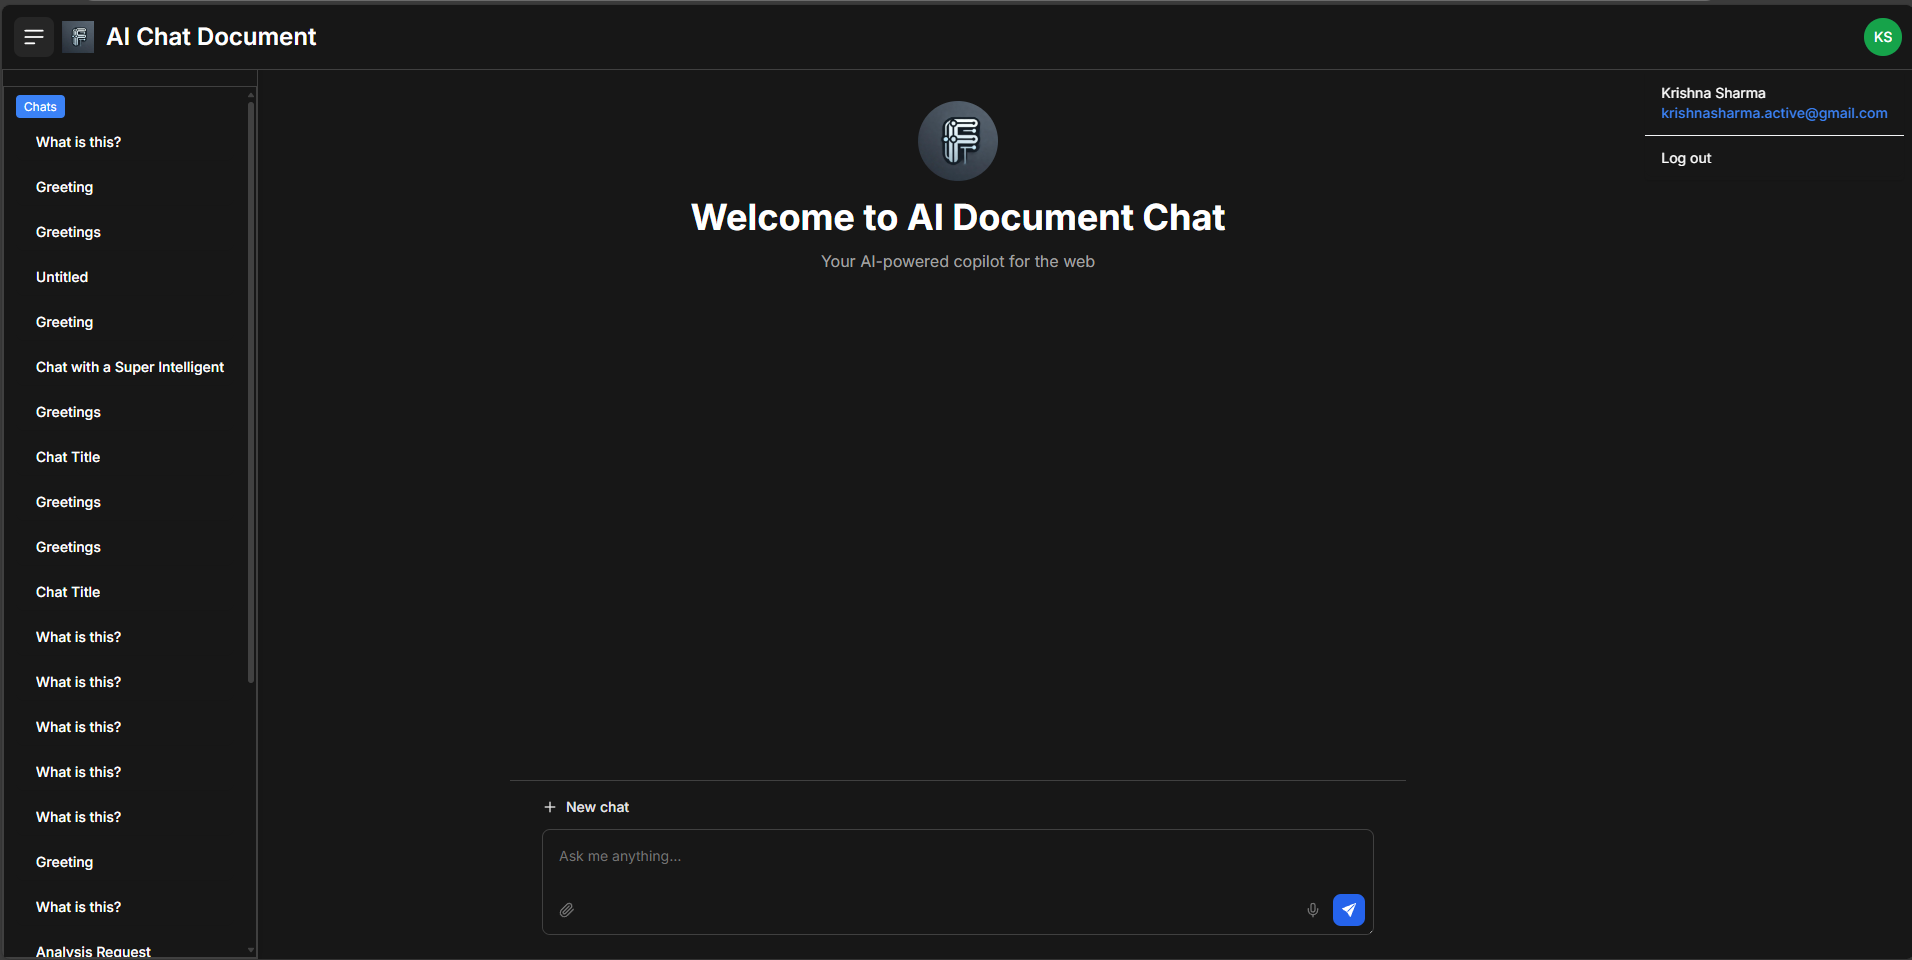 AI Chat Document
KS
Chats
What is this?
Greeting
Greetings
Untitled
Greeting
Chat with a Super Intelligent
Greetings
Chat Title
Greetings
Greetings
Chat Title
What is this?
What is this?
What is this?
What is this?
What is this?
Greeting
What is this?
Analysis Request
Welcome to AI Document Chat
Your AI-powered copilot for the web
New chat
Ask me anything...
Krishna Sharma
krishnasharma.active@gmail.com
Log out